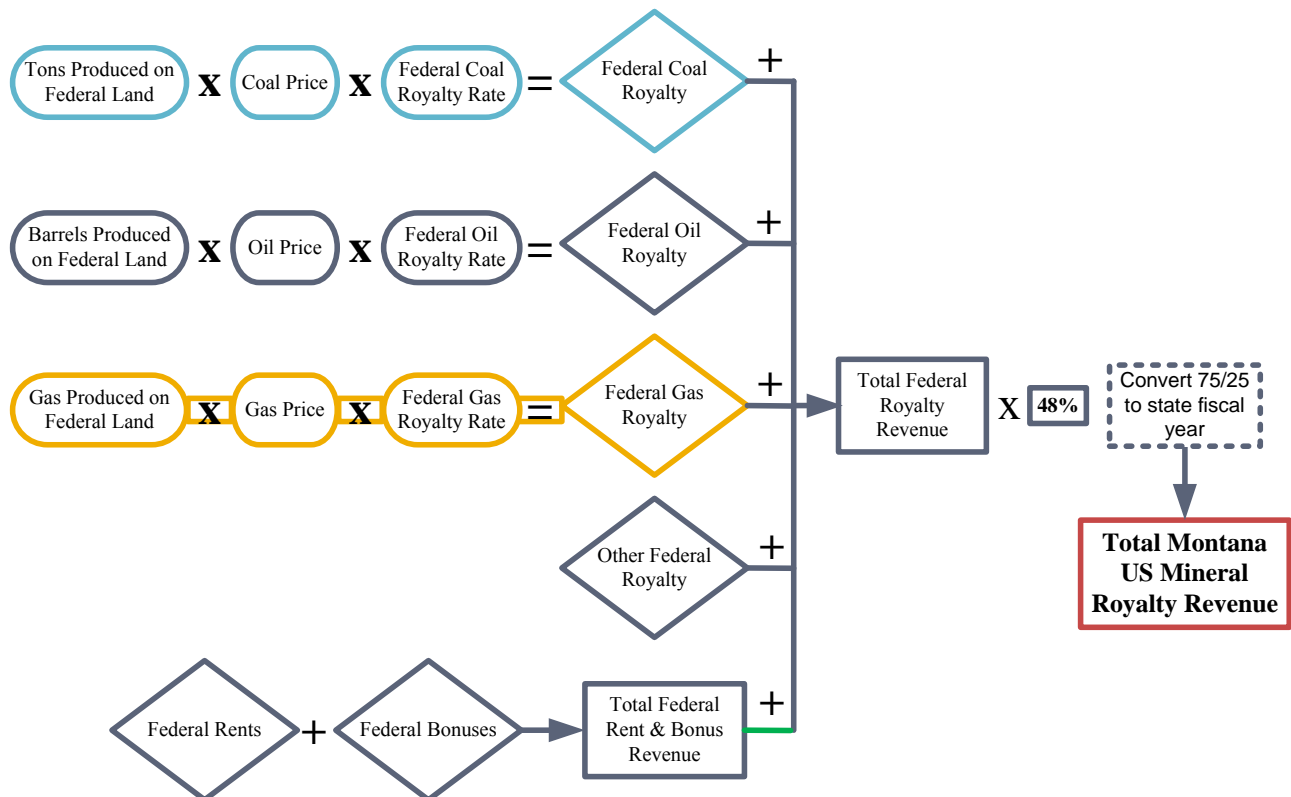 Tons Produced on
Federal Land
x
Coal Price
x
Federal Coal
Royalty Rate
=
Federal Coal
Royalty
+
Barrels Produced
on Federal Land
x
Oil Price
x
Federal Oil
Royalty Rate
=
Federal Oil
Royalty
+
Gas Produced on
Federal Land
x
Gas Price
x
Federal Gas
Royalty Rate
=
Federal Gas
Royalty
+
Total Federal
Royalty
Revenue
X
48%
Convert 75/25
to state fiscal
year
Other Federal
Royalty
+
Total Montana
US Mineral
Royalty Revenue
Federal Rents
+
Federal Bonuses
Total Federal
Rent & Bonus
Revenue
+